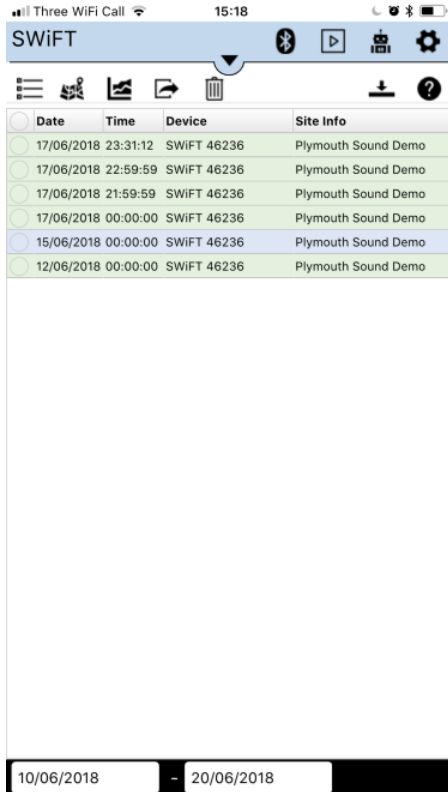 Three WiFi Call 15:18
SWiFT
Date Time Device Site Info
17/06/2018 23:31:12 SWiFT 46236 Plymouth Sound Demo
17/06/2018 22:59:59 SWiFT 46236 Plymouth Sound Demo
17/06/2018 21:59:59 SWiFT 46236 Plymouth Sound Demo
17/06/2018 00:00:00 SWiFT 46236 Plymouth Sound Demo
15/06/2018 00:00:00 SWiFT 46236 Plymouth Sound Demo
12/06/2018 00:00:00 SWiFT 46236 Plymouth Sound Demo
10/06/2018 - 20/06/2018